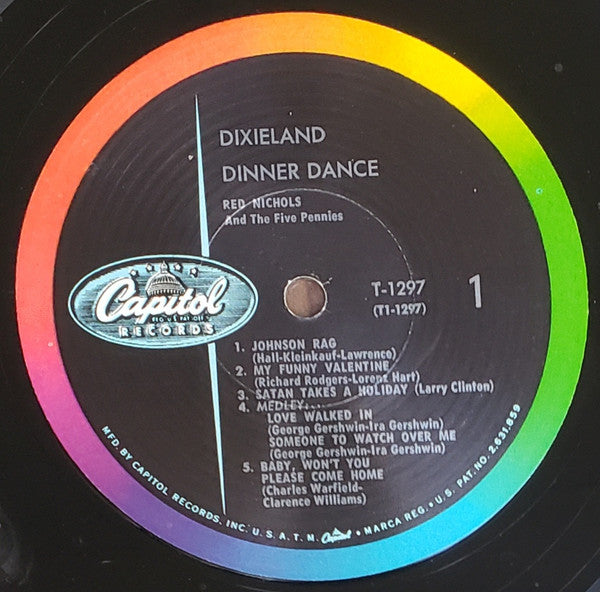 DIXIELAND
DINNER DANCE
RED NICHOLS
And The Five Pennies
Capitol
REG. U.S. PAT. OFF.
RECORDS
T-1297
(T1-1297)
1
1. JOHNSON RAG
(Hall-Kleinkauf-Lawrence)
2. MY FUNNY VALENTINE
(Richard Rodgers-Lorenz Hart)
3. SATAN TAKES A HOLIDAY (Larry Clinton)
4. MEDLEY...
LOVE WALKED IN
(George Gershwin-Ira Gershwin)
SOMEONE TO WATCH OVER ME
(George Gershwin-Ira Gershwin)
5. BABY, WON'T YOU
PLEASE COME HOME
(Charles Warfield-
Clarence Williams)
MFD. BY CAPITOL RECORDS, INC. U.S.A. T.M. Capitol • MARCA REG. • U.S. PAT. NO. 2,631,859